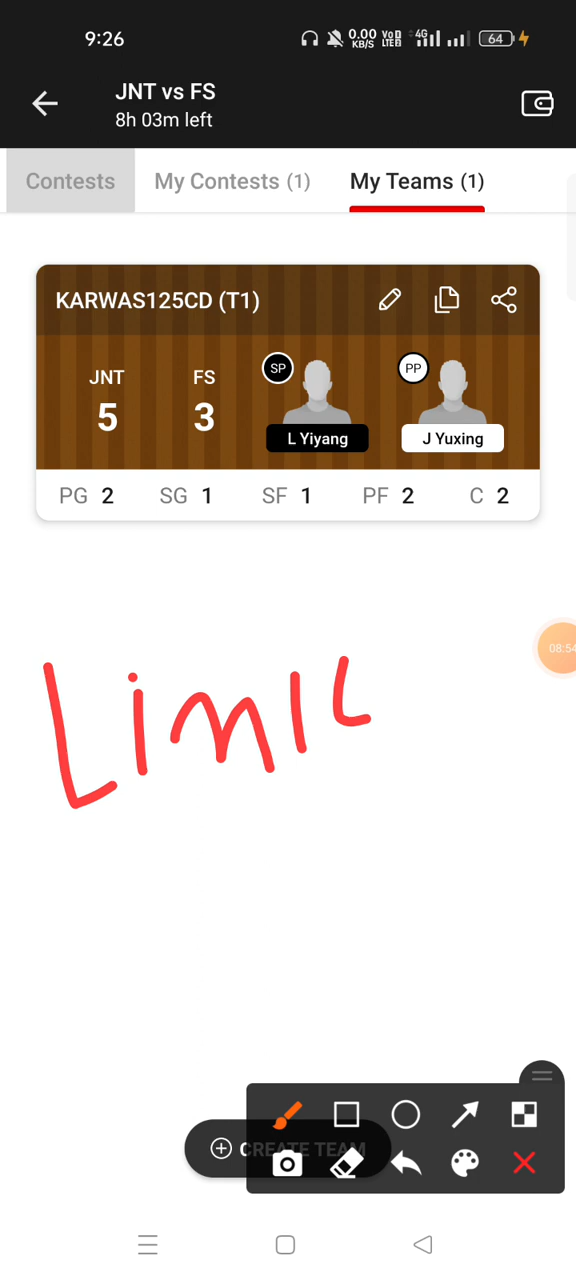 9:26 0.00 KB/S Vo LTE 2 4G 64
JNT vs FS
8h 03m left
Contests My Contests (1) My Teams (1)
KARWAS125CD (T1)
JNT FS SP PP
5 3
L Yiyang J Yuxing
PG 2 SG 1 SF 1 PF 2 C 2
08:54
CREATE TEAM